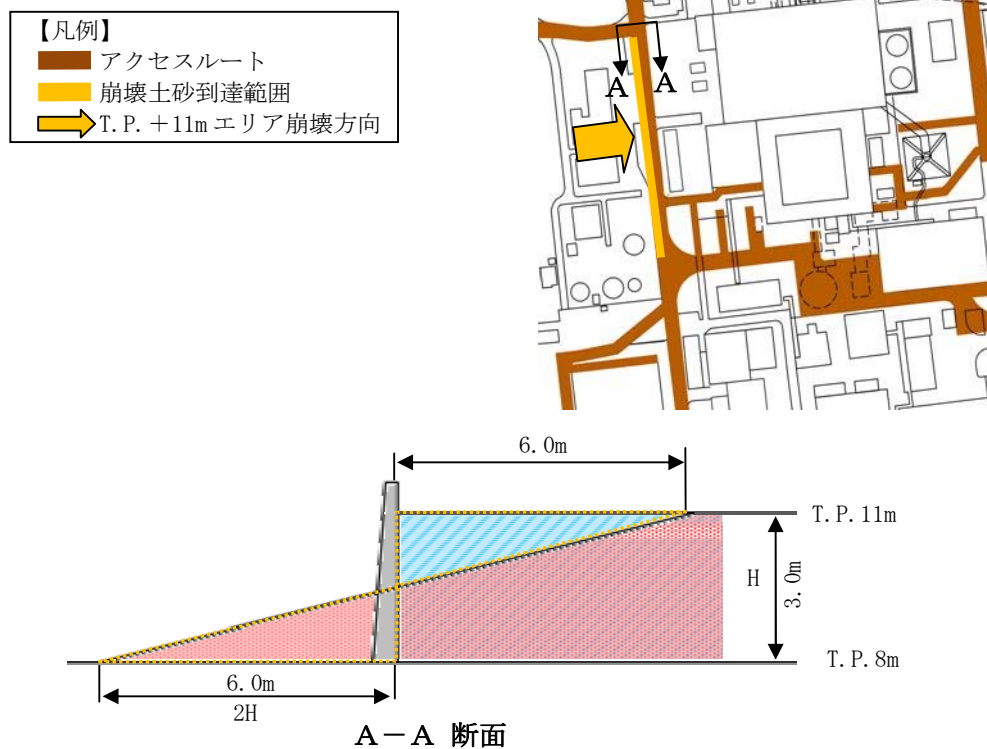 【凡例】
アクセスルート
崩壊土砂到達範囲
T.P.+11mエリア崩壊方向
A A
6.0m
T.P.11m
H
3.0m
T.P.8m
6.0m
2H
A-A 断面